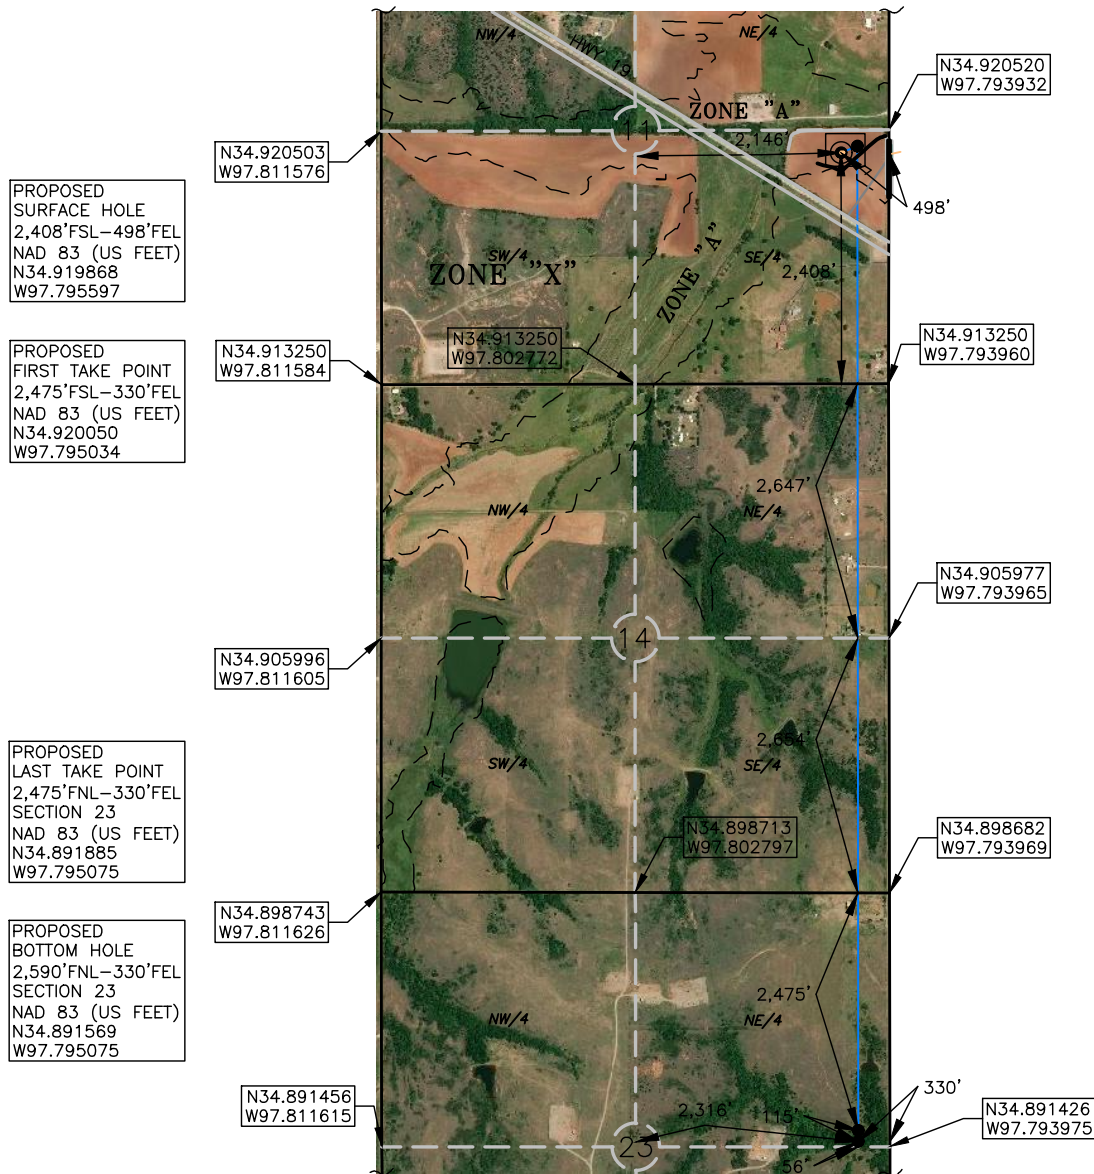 NW/4
NE/4
HWY 19
ZONE "A"
11
2,146'
N34.920520
W97.793932
N34.920503
W97.811576
498'
PROPOSED
SURFACE HOLE
2,408'FSL-498'FEL
NAD 83 (US FEET)
N34.919868
W97.795597
SW/4
ZONE "X"
ZONE "A"
SE/4
2,408'
PROPOSED
FIRST TAKE POINT
2,475'FSL-330'FEL
NAD 83 (US FEET)
N34.920050
W97.795034
N34.913250
W97.811584
N34.913250
W97.802772
N34.913250
W97.793960
2,647'
NW/4
NE/4
N34.905977
W97.793965
14
N34.905996
W97.811605
PROPOSED
LAST TAKE POINT
2,475'FNL-330'FEL
SECTION 23
NAD 83 (US FEET)
N34.891885
W97.795075
SW/4
SE/4
N34.898713
W97.802797
N34.898682
W97.793969
N34.898743
W97.811626
PROPOSED
BOTTOM HOLE
2,590'FNL-330'FEL
SECTION 23
NAD 83 (US FEET)
N34.891569
W97.795075
2,475'
NW/4
NE/4
N34.891456
W97.811615
330'
2,316'
115'
N34.891426
W97.793975
23
56'